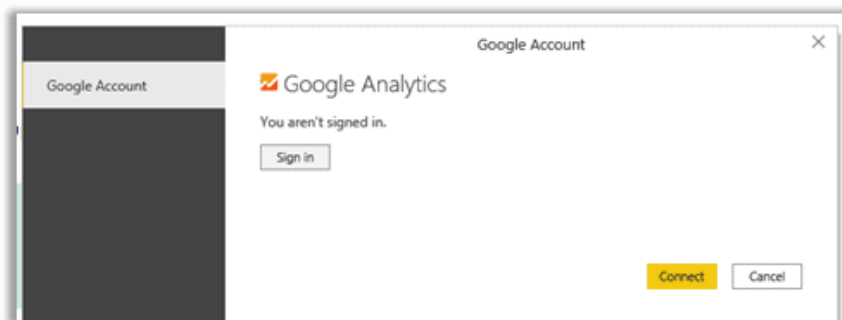 Google Account
Google Account
Google Analytics
You aren't signed in.
Sign in
Connect Cancel